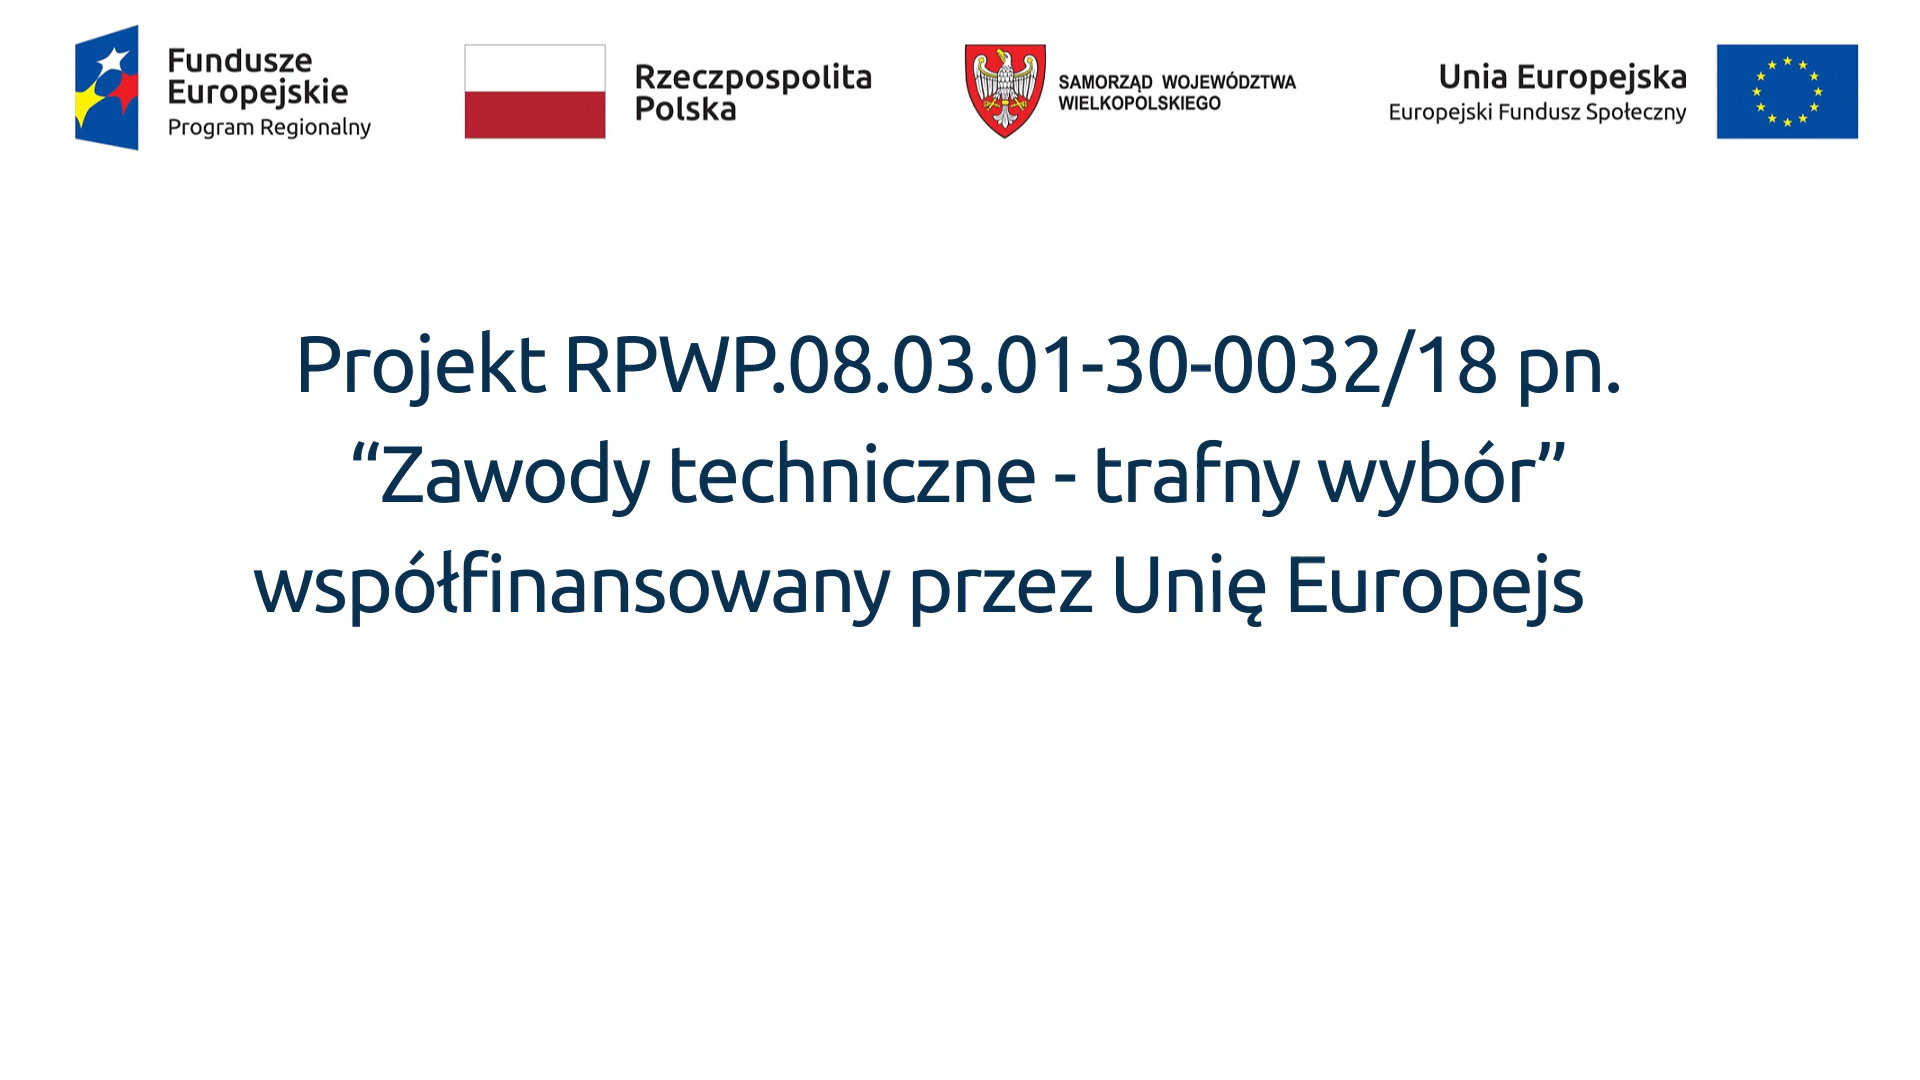 Fundusze
Europejskie
Program Regionalny
Rzeczpospolita
Polska
SAMORZĄD WOJEWÓDZTWA
WIELKOPOLSKIEGO
Unia Europejska
Europejski Fundusz Społeczny
Projekt RPWP.08.03.01-30-0032/18 pn.
“Zawody techniczne - trafny wybór”
współfinansowany przez Unię Europejs